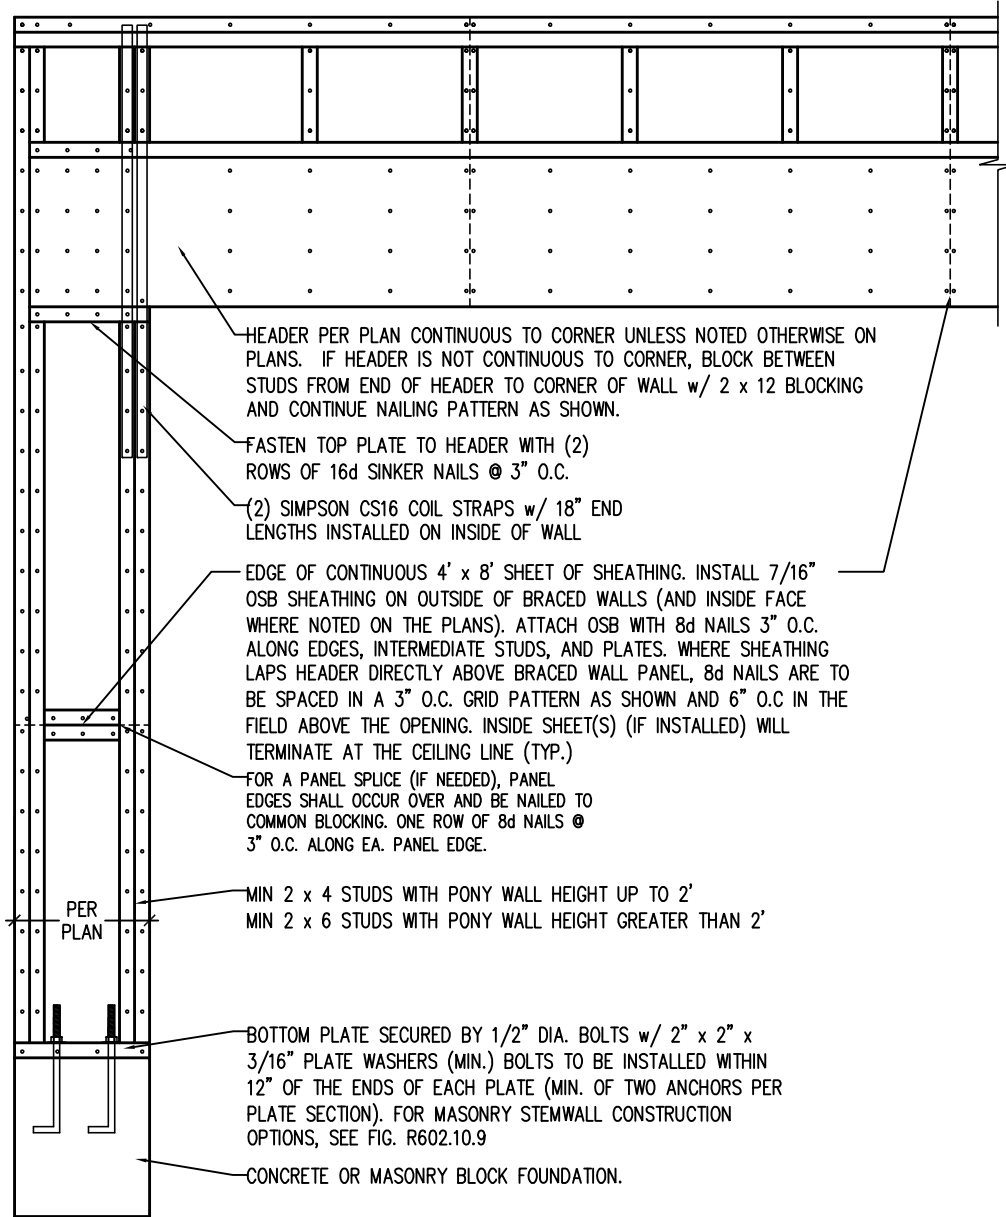 HEADER PER PLAN CONTINUOUS TO CORNER UNLESS NOTED OTHERWISE ON
PLANS. IF HEADER IS NOT CONTINUOUS TO CORNER, BLOCK BETWEEN
STUDS FROM END OF HEADER TO CORNER OF WALL w/ 2 x 12 BLOCKING
AND CONTINUE NAILING PATTERN AS SHOWN.
FASTEN TOP PLATE TO HEADER WITH (2)
ROWS OF 16d SINKER NAILS @ 3" O.C.
(2) SIMPSON CS16 COIL STRAPS w/ 18" END
LENGTHS INSTALLED ON INSIDE OF WALL
EDGE OF CONTINUOUS 4' x 8' SHEET OF SHEATHING. INSTALL 7/16"
OSB SHEATHING ON OUTSIDE OF BRACED WALLS (AND INSIDE FACE
WHERE NOTED ON THE PLANS). ATTACH OSB WITH 8d NAILS 3" O.C.
ALONG EDGES, INTERMEDIATE STUDS, AND PLATES. WHERE SHEATHING
LAPS HEADER DIRECTLY ABOVE BRACED WALL PANEL, 8d NAILS ARE TO
BE SPACED IN A 3" O.C. GRID PATTERN AS SHOWN AND 6" O.C IN THE
FIELD ABOVE THE OPENING. INSIDE SHEET(S) (IF INSTALLED) WILL
TERMINATE AT THE CEILING LINE (TYP.)
FOR A PANEL SPLICE (IF NEEDED), PANEL
EDGES SHALL OCCUR OVER AND BE NAILED TO
COMMON BLOCKING. ONE ROW OF 8d NAILS @
3" O.C. ALONG EA. PANEL EDGE.
MIN 2 x 4 STUDS WITH PONY WALL HEIGHT UP TO 2'
MIN 2 x 6 STUDS WITH PONY WALL HEIGHT GREATER THAN 2'
PER
PLAN
BOTTOM PLATE SECURED BY 1/2" DIA. BOLTS w/ 2" x 2" x
3/16" PLATE WASHERS (MIN.) BOLTS TO BE INSTALLED WITHIN
12" OF THE ENDS OF EACH PLATE (MIN. OF TWO ANCHORS PER
PLATE SECTION). FOR MASONRY STEMWALL CONSTRUCTION
OPTIONS, SEE FIG. R602.10.9
CONCRETE OR MASONRY BLOCK FOUNDATION.